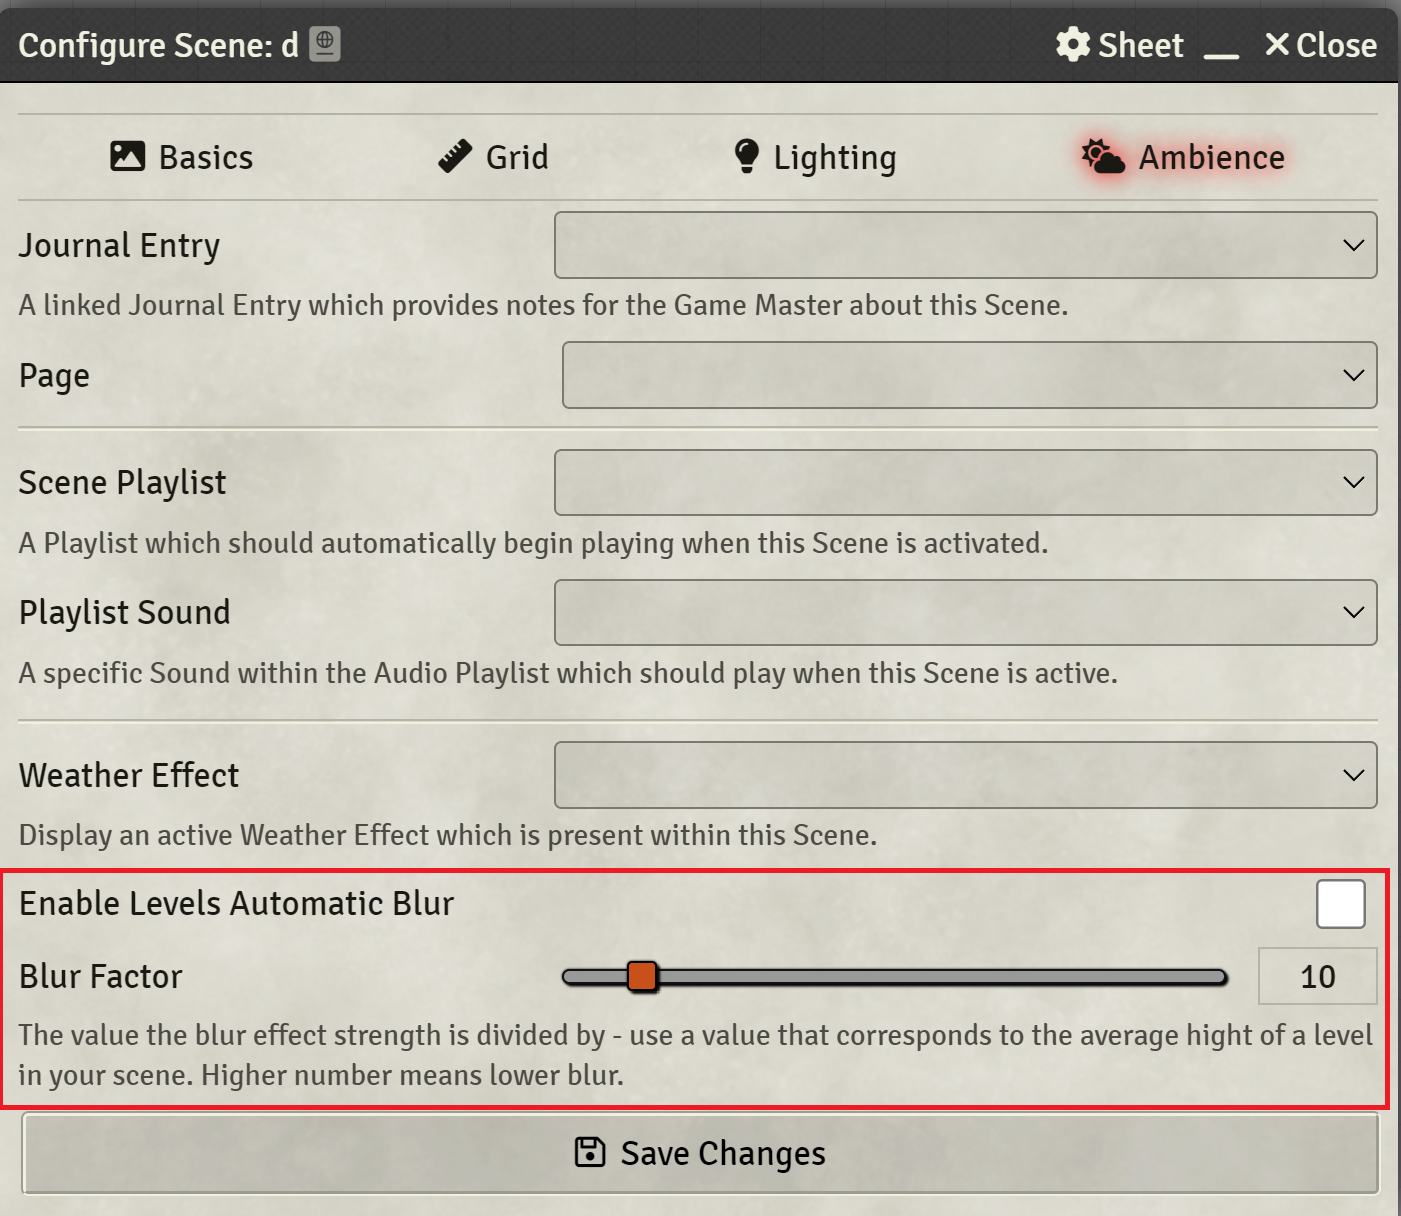 Configure Scene: d Sheet Close
Basics Grid Lighting Ambience
Journal Entry
A linked Journal Entry which provides notes for the Game Master about this Scene.
Page
Scene Playlist
A Playlist which should automatically begin playing when this Scene is activated.
Playlist Sound
A specific Sound within the Audio Playlist which should play when this Scene is active.
Weather Effect
Display an active Weather Effect which is present within this Scene.
Enable Levels Automatic Blur
Blur Factor 10
The value the blur effect strength is divided by - use a value that corresponds to the average hight of a level
in your scene. Higher number means lower blur.
Save Changes